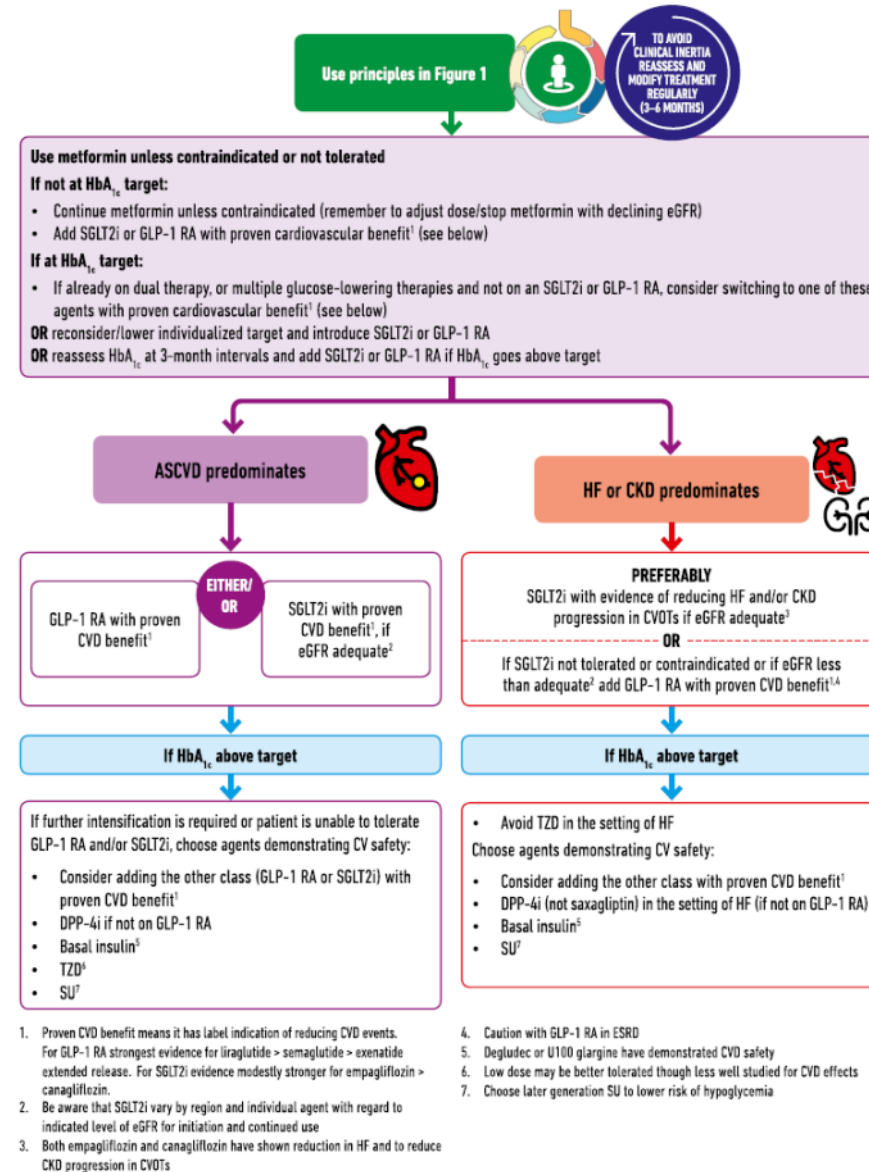 Use principles in Figure 1
TO AVOID
CLINICAL INERTIA
REASSESS AND
MODIFY TREATMENT
REGULARLY
(3–6 MONTHS)
Use metformin unless contraindicated or not tolerated
If not at HbA1c target:
• Continue metformin unless contraindicated (remember to adjust dose/stop metformin with declining eGFR)
• Add SGLT2i or GLP-1 RA with proven cardiovascular benefit¹ (see below)
If at HbA1c target:
• If already on dual therapy, or multiple glucose-lowering therapies and not on an SGLT2i or GLP-1 RA, consider switching to one of these
agents with proven cardiovascular benefit¹ (see below)
OR reconsider/lower individualized target and introduce SGLT2i or GLP-1 RA
OR reassess HbA1c at 3-month intervals and add SGLT2i or GLP-1 RA if HbA1c goes above target
ASCVD predominates
HF or CKD predominates
GLP-1 RA with proven
CVD benefit¹
EITHER/
OR
SGLT2i with proven
CVD benefit¹, if
eGFR adequate²
PREFERABLY
SGLT2i with evidence of reducing HF and/or CKD
progression in CVOTs if eGFR adequate³
OR
If SGLT2i not tolerated or contraindicated or if eGFR less
than adequate² add GLP-1 RA with proven CVD benefit¹,⁴
If HbA1c above target
If HbA1c above target
If further intensification is required or patient is unable to tolerate
GLP-1 RA and/or SGLT2i, choose agents demonstrating CV safety:
• Consider adding the other class (GLP-1 RA or SGLT2i) with
proven CVD benefit¹
• DPP-4i if not on GLP-1 RA
• Basal insulin⁵
• TZD⁶
• SU⁷
• Avoid TZD in the setting of HF
Choose agents demonstrating CV safety:
• Consider adding the other class with proven CVD benefit¹
• DPP-4i (not saxagliptin) in the setting of HF (if not on GLP-1 RA)
• Basal insulin⁵
• SU⁷
1. Proven CVD benefit means it has label indication of reducing CVD events.
For GLP-1 RA strongest evidence for liraglutide > semaglutide > exenatide
extended release. For SGLT2i evidence modestly stronger for empagliflozin >
canagliflozin.
2. Be aware that SGLT2i vary by region and individual agent with regard to
indicated level of eGFR for initiation and continued use
3. Both empagliflozin and canagliflozin have shown reduction in HF and to reduce
CKD progression in CVOTs
4. Caution with GLP-1 RA in ESRD
5. Degludec or U100 glargine have demonstrated CVD safety
6. Low dose may be better tolerated though less well studied for CVD effects
7. Choose later generation SU to lower risk of hypoglycemia